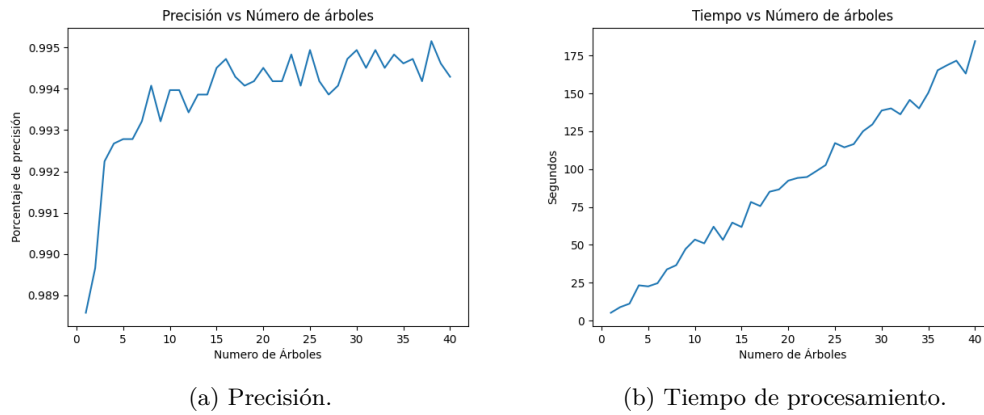 Precisión vs Número de árboles
0.995
0.994
0.993
0.992
0.991
0.990
0.989
Porcentaje de precisión
0 5 10 15 20 25 30 35 40
Numero de Árboles
(a) Precisión.
Tiempo vs Número de árboles
175
150
125
100
75
50
25
0
Segundos
0 5 10 15 20 25 30 35 40
Numero de Árboles
(b) Tiempo de procesamiento.